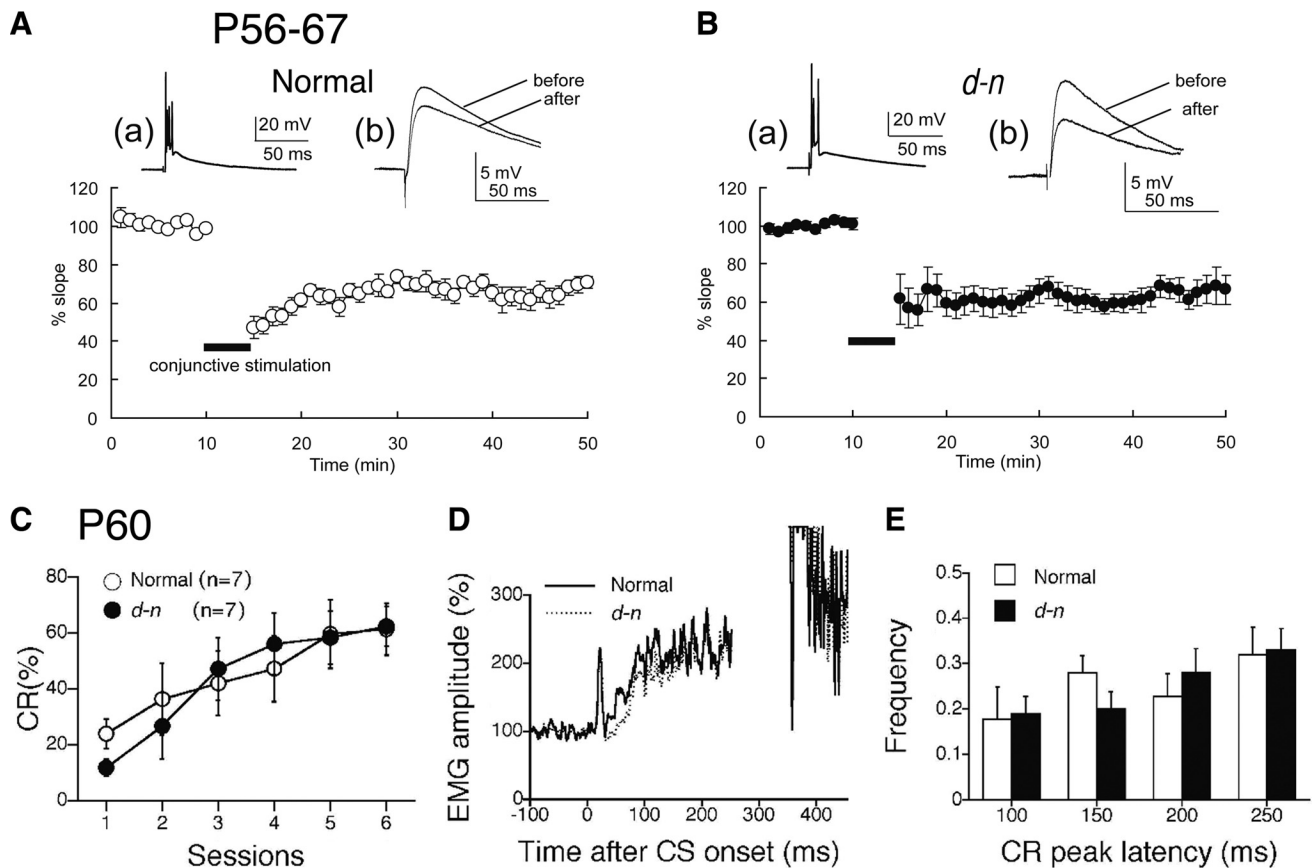 A
P56-67
Normal
(a)
20 mV
50 ms
(b)
before
after
5 mV
50 ms
% slope
120
100
80
60
40
20
0
conjunctive stimulation
0 10 20 30 40 50
Time (min)
B
d-n
(a)
20 mV
50 ms
(b)
before
after
5 mV
50 ms
% slope
120
100
80
60
40
20
0
0 10 20 30 40 50
Time (min)
C
P60
CR(%)
80
60
40
20
0
Normal (n=7)
d-n (n=7)
1 2 3 4 5 6
Sessions
D
EMG amplitude (%)
Normal
d-n
300
200
100
0
-100 0 100 200 300 400
Time after CS onset (ms)
E
Frequency
0.5
0.4
0.3
0.2
0.1
0
Normal
d-n
100 150 200 250
CR peak latency (ms)